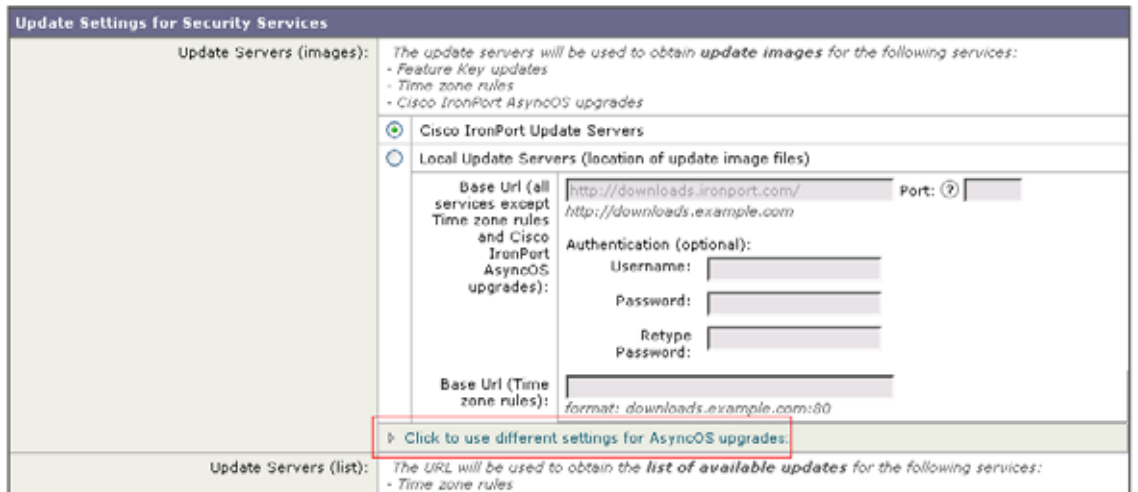 Update Settings for Security Services
Update Servers (images):
The update servers will be used to obtain update images for the following services:
- Feature Key updates
- Time zone rules
- Cisco IronPort AsyncOS upgrades
Cisco IronPort Update Servers
Local Update Servers (location of update image files)
Base Url (all
services except
Time zone rules
and Cisco
IronPort
AsyncOS
upgrades):
http://downloads.ironport.com/
Port: ?
http://downloads.example.com
Authentication (optional):
Username:
Password:
Retype
Password:
Base Url (Time
zone rules):
format: downloads.example.com:80
Click to use different settings for AsyncOS upgrades:
Update Servers (list):
The URL will be used to obtain the list of available updates for the following services:
- Time zone rules